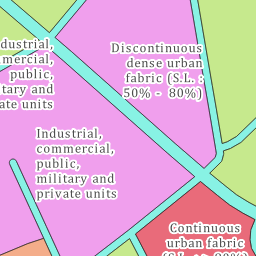 dustrial,
mercial,
public,
tary and
ate units
Discontinuous
dense urban
fabric (S.L. :
50% - 80%)
Industrial,
commercial,
public,
military and
private units
Continuous
urban fabric